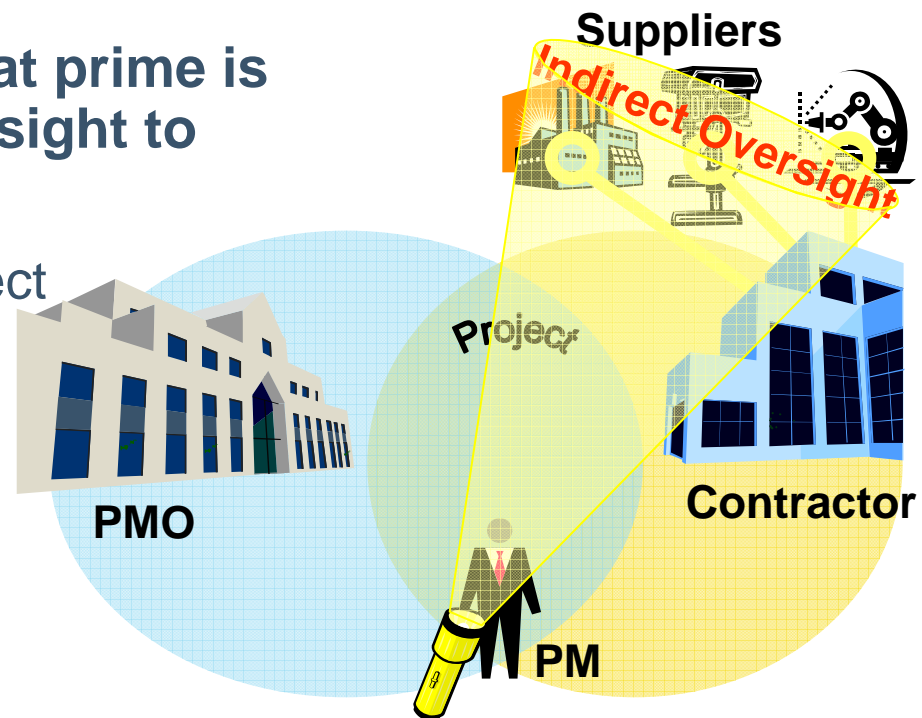 at prime is
sight to
ect
Suppliers
Indirect Oversight
Project
PMO
Contractor
PM